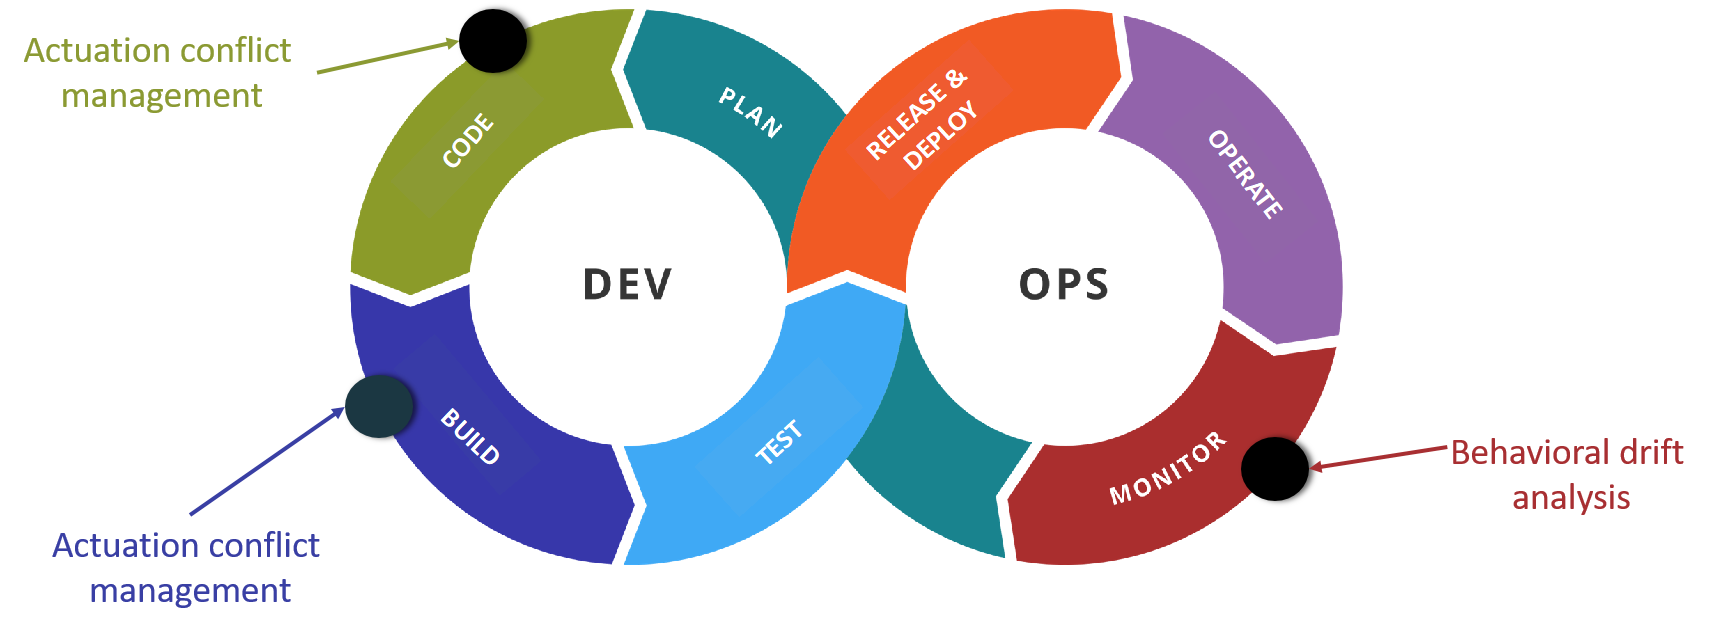 Actuation conflict
management
CODE
PLAN
RELEASE &
DEPLOY
OPERATE
DEV
OPS
BUILD
TEST
MONITOR
Behavioral drift
analysis
Actuation conflict
management